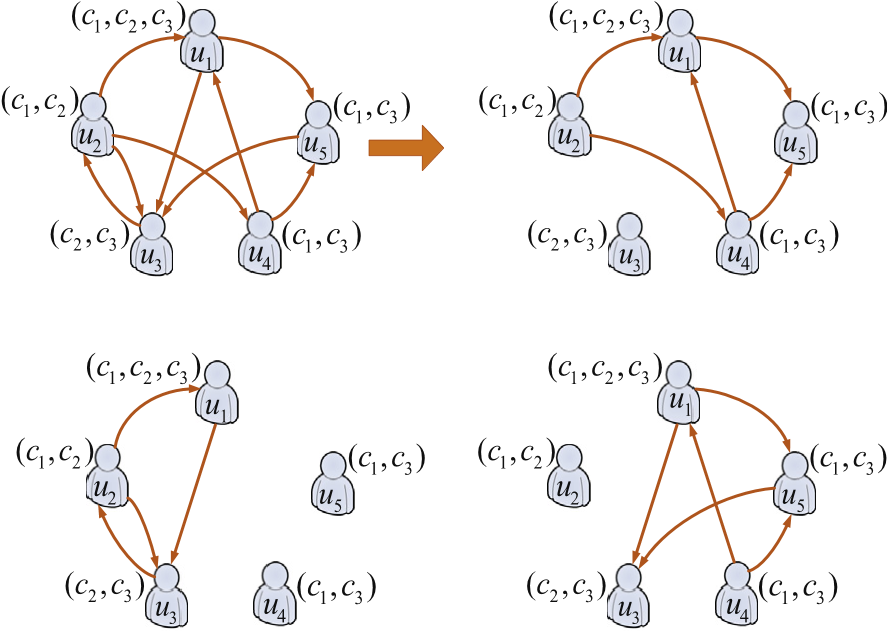 (c₁,c₂,c₃)
u₁
(c₁,c₂)
u₂
(c₁,c₃)
u₅
(c₂,c₃)
u₃
u₄
(c₁,c₃)
(c₁,c₂,c₃)
u₁
(c₁,c₂)
u₂
(c₁,c₃)
u₅
(c₂,c₃)
u₃
u₄
(c₁,c₃)
(c₁,c₂,c₃)
u₁
(c₁,c₂)
u₂
(c₁,c₃)
u₅
(c₂,c₃)
u₃
u₄
(c₁,c₃)
(c₁,c₂,c₃)
u₁
(c₁,c₂)
u₂
(c₁,c₃)
u₅
(c₂,c₃)
u₃
u₄
(c₁,c₃)